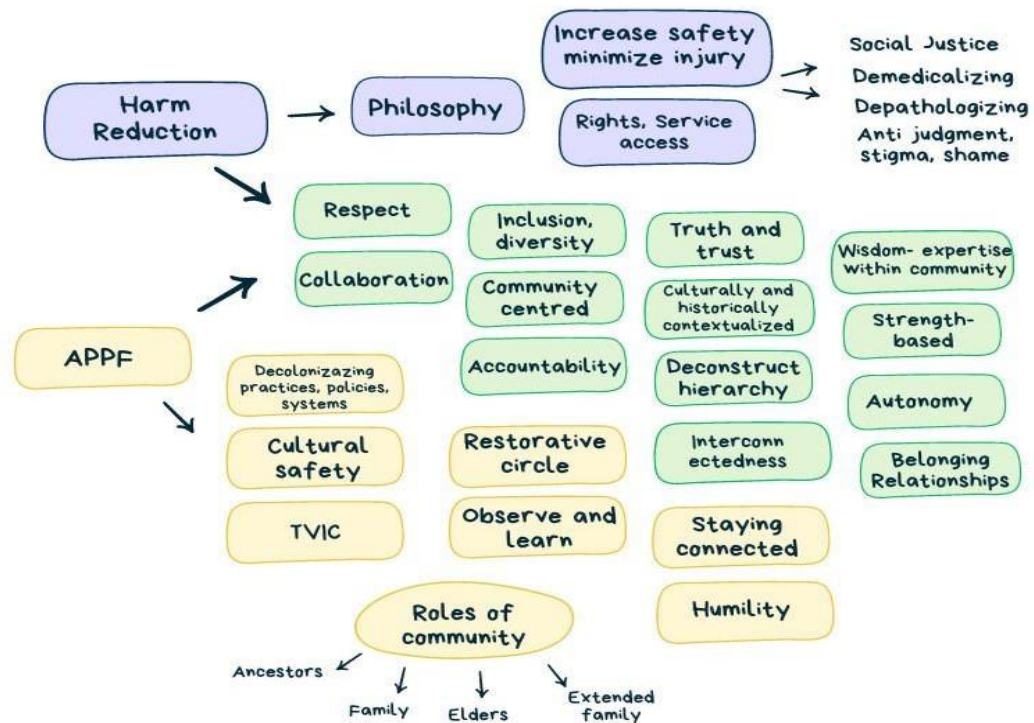 Harm
Reduction
Philosophy
Increase safety
minimize injury
Rights, Service
access
Social Justice
Demedicalizing
Depathologizing
Anti judgment,
stigma, shame
Respect
Collaboration
Inclusion,
diversity
Community
centred
Accountability
Truth and
trust
Culturally and
historically
contextualized
Deconstruct
hierarchy
Interconn
ectedness
Wisdom- expertise
within community
Strength-
based
Autonomy
Belonging
Relationships
APPF
Decolonizazing
practices, policies,
systems
Cultural
safety
TVIC
Restorative
circle
Observe and
learn
Staying
connected
Humility
Roles of
community
Ancestors
Family
Elders
Extended
family